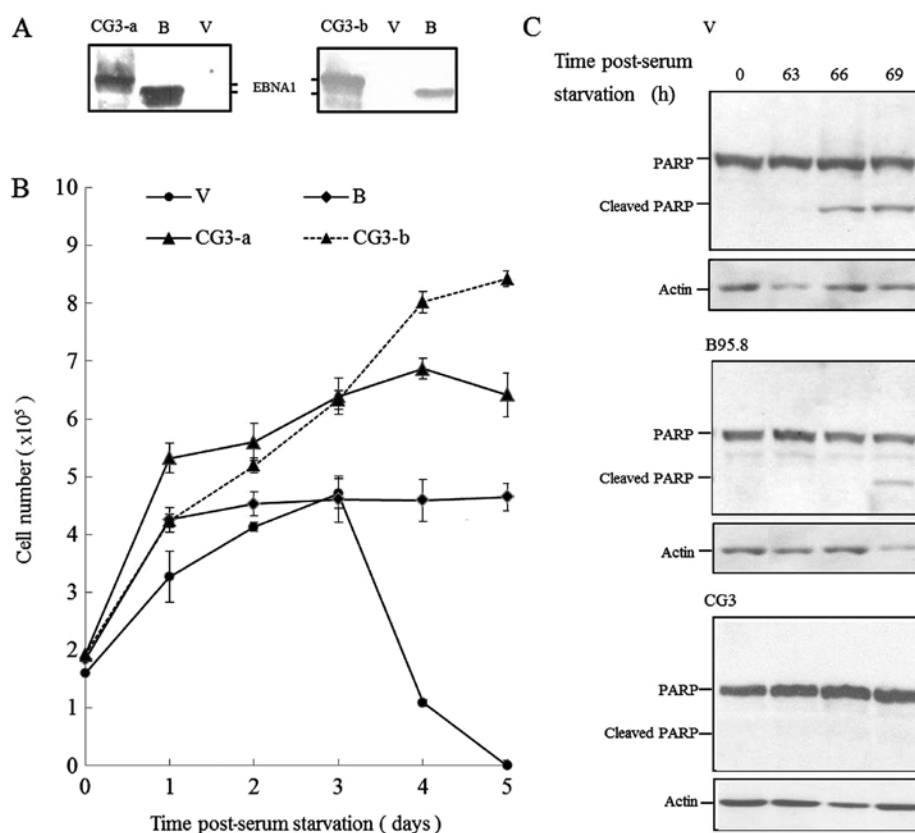 A
CG3-a B V
EBNA1
CG3-b V B
B
V
B
CG3-a
CG3-b
Cell number ( x10⁵ )
10
9
8
7
6
5
4
3
2
1
0
0 1 2 3 4 5
Time post-serum starvation ( days )
C
V
Time post-serum
starvation (h)
0 63 66 69
PARP
Cleaved PARP
Actin
B95.8
PARP
Cleaved PARP
Actin
CG3
PARP
Cleaved PARP
Actin